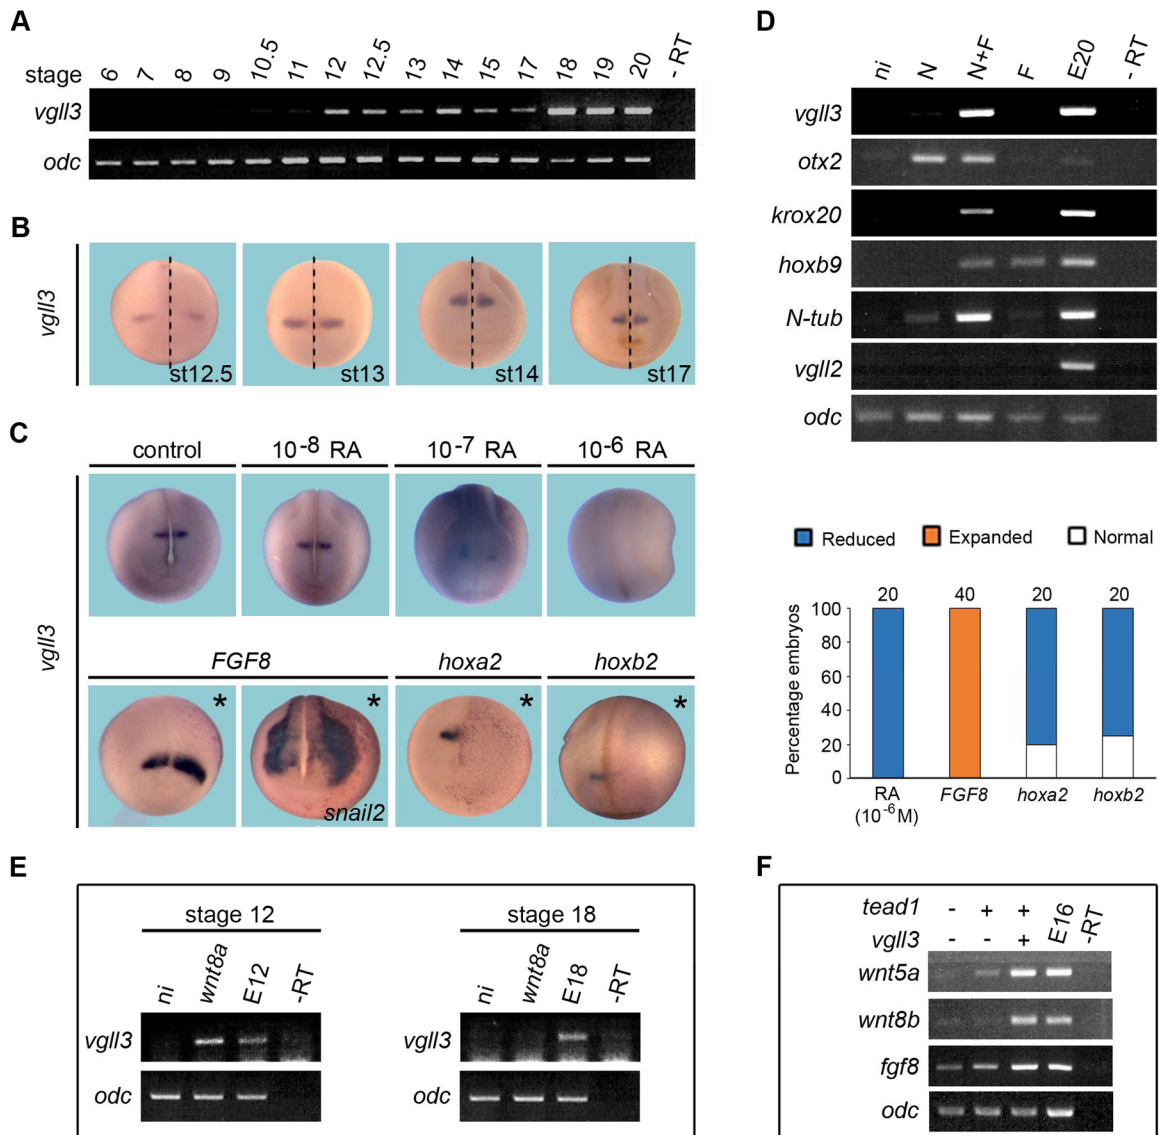 A
stage 6 7 8 9 10.5 11 12 12.5 13 14 15 17 18 19 20 - RT
vgll3
odc
B
vgll3
st12.5 st13 st14 st17
C
control 10-8 RA 10-7 RA 10-6 RA
vgll3
FGF8 hoxa2 hoxb2
* * * *
snail2
D
ni N N+F F E20 - RT
vgll3
otx2
krox20
hoxb9
N-tub
vgll2
odc
Reduced Expanded Normal
20 40 20 20
Percentage embryos
100
80
60
40
20
0
RA FGF8 hoxa2 hoxb2
(10-6M)
E
stage 12
ni wnt8a E12 -RT
vgll3
odc
stage 18
ni wnt8a E18 -RT
vgll3
odc
F
tead1 - + + E16 -RT
vgll3 - - +
wnt5a
wnt8b
fgf8
odc